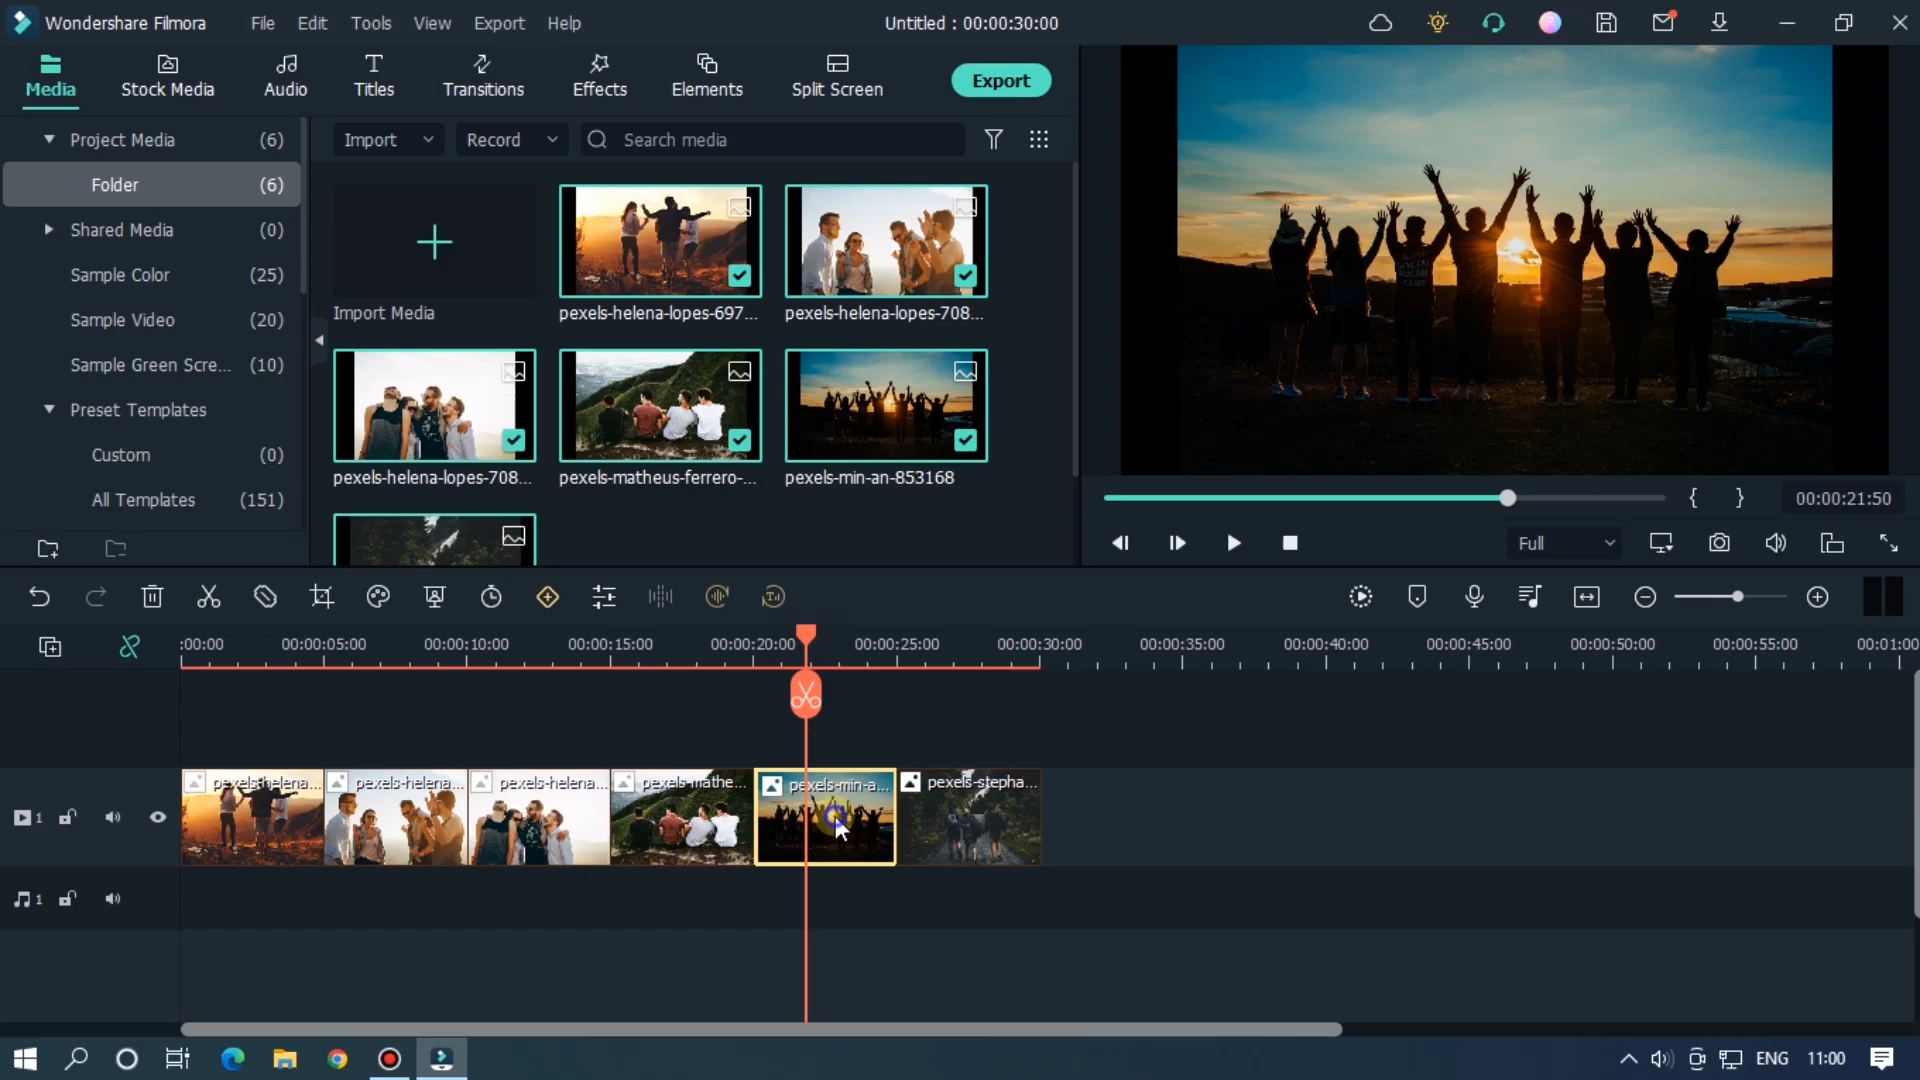 Wondershare Filmora File Edit Tools View Export Help Untitled : 00:00:30:00
Media Stock Media Audio Titles Transitions Effects Elements Split Screen Export
Project Media (6)
Folder (6)
Shared Media (0)
Sample Color (25)
Sample Video (20)
Sample Green Scre... (10)
Preset Templates
Custom (0)
All Templates (151)
Import Record Search media
Import Media pexels-helena-lopes-697... pexels-helena-lopes-708...
pexels-helena-lopes-708... pexels-matheus-ferrero-... pexels-min-an-853168
{ } 00:00:21:50
Full
:00:00 00:00:05:00 00:00:10:00 00:00:15:00 00:00:20:00 00:00:25:00 00:00:30:00 00:00:35:00 00:00:40:00 00:00:45:00 00:00:50:00 00:00:55:00 00:01:00
pexels-helena... pexels-helena... pexels-helena... pexels-mathe... pexels-min-a... pexels-stepha...
1
1
ENG 11:00